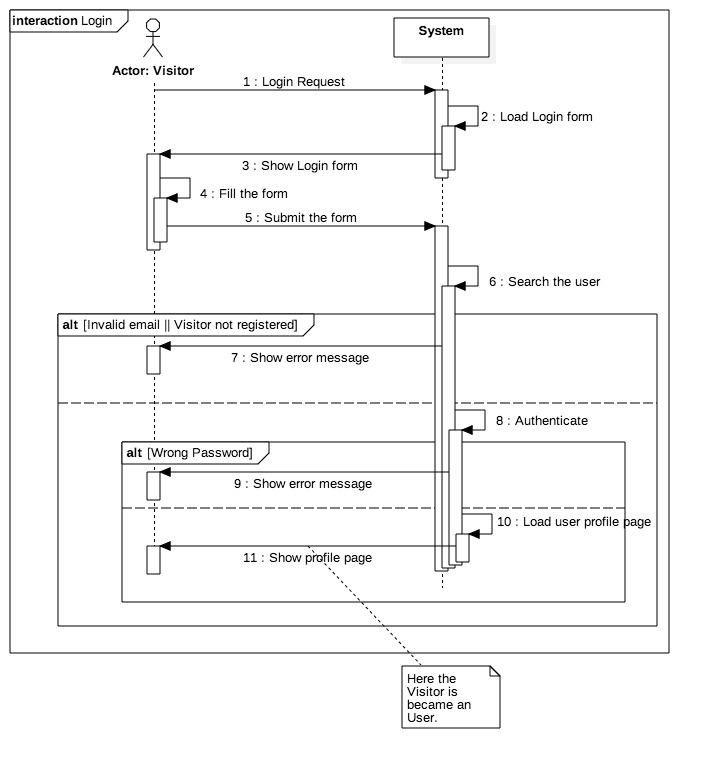 interaction Login
System
Actor: Visitor
1 : Login Request
2 : Load Login form
3 : Show Login form
4 : Fill the form
5 : Submit the form
6 : Search the user
alt [Invalid email || Visitor not registered]
7 : Show error message
8 : Authenticate
alt [Wrong Password]
9 : Show error message
10 : Load user profile page
11 : Show profile page
Here the
Visitor is
became an
User.